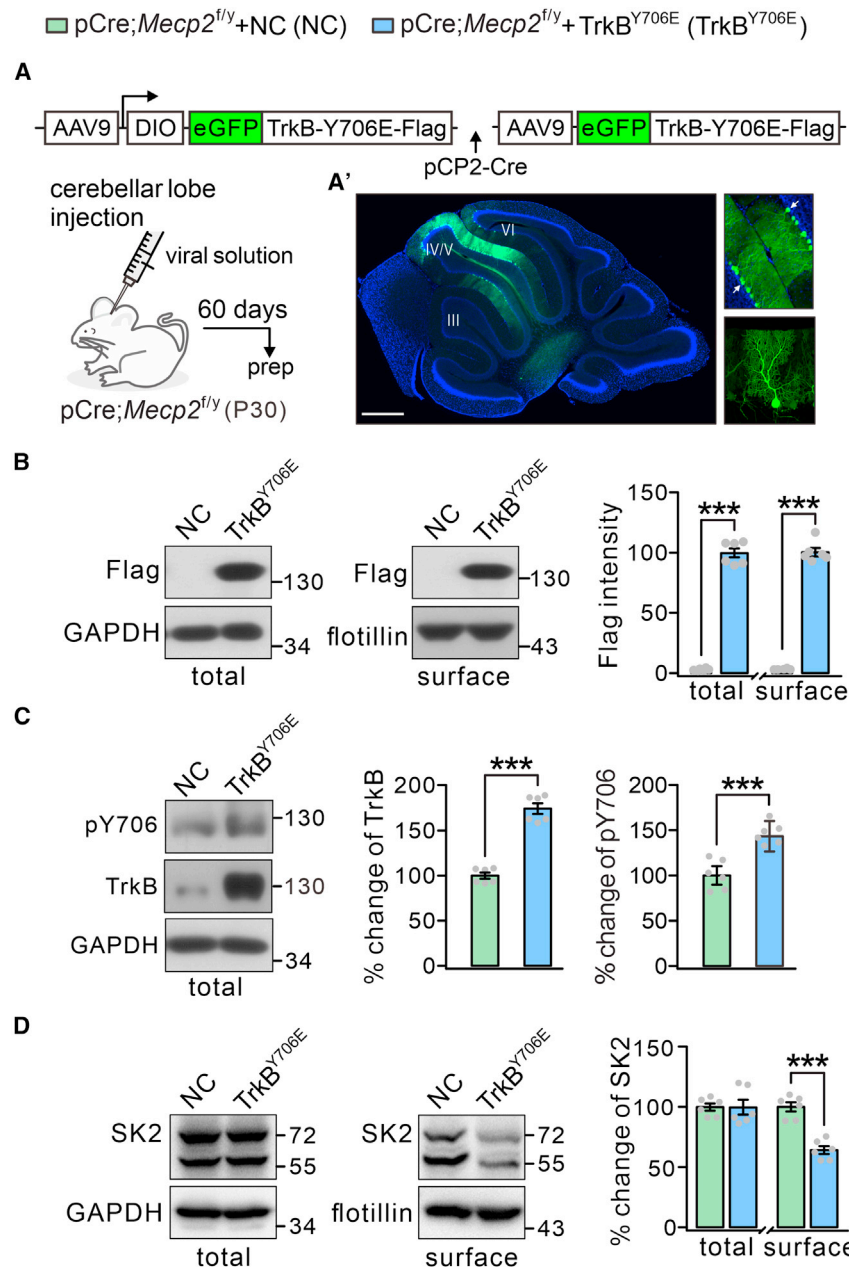 pCre;Mecp2f/y+NC (NC) pCre;Mecp2f/y+TrkBY706E (TrkBY706E)
A
AAV9 DIO eGFP TrkB-Y706E-Flag AAV9 eGFP TrkB-Y706E-Flag
pCP2-Cre
cerebellar lobe
injection
viral solution
60 days
prep
pCre;Mecp2f/y (P30)
A'
VI
IV/V
III
B
NC TrkBY706E NC TrkBY706E
Flag -130 Flag -130
GAPDH -34 flotillin -43
total surface
Flag intensity
150
100
50
0
*** ***
total surface
C
NC TrkBY706E
pY706 -130
TrkB -130
GAPDH -34
total
% change of TrkB
200
150
100
50
0
***
% change of pY706
200
150
100
50
0
***
D
NC TrkBY706E NC TrkBY706E
SK2 -72 SK2 -72
-55 -55
GAPDH -34 flotillin -43
total surface
% change of SK2
150
100
50
0
***
total surface